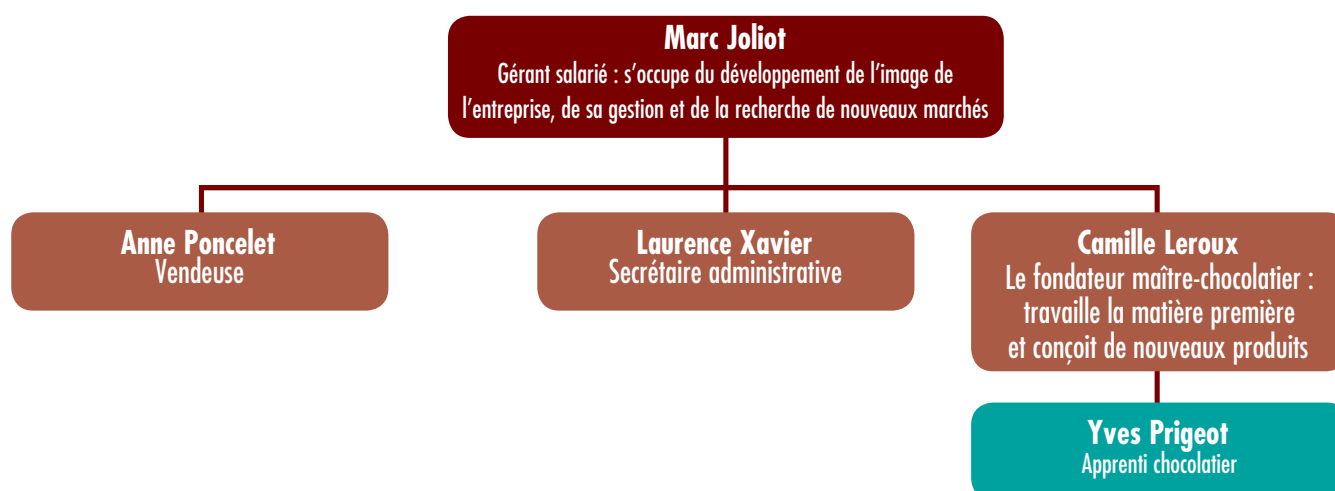 Marc Joliot
Gérant salarié : s’occupe du développement de l’image de
l’entreprise, de sa gestion et de la recherche de nouveaux marchés
Anne Poncelet
Vendeuse
Laurence Xavier
Secrétaire administrative
Camille Leroux
Le fondateur maître-chocolatier :
travaille la matière première
et conçoit de nouveaux produits
Yves Prigeot
Apprenti chocolatier